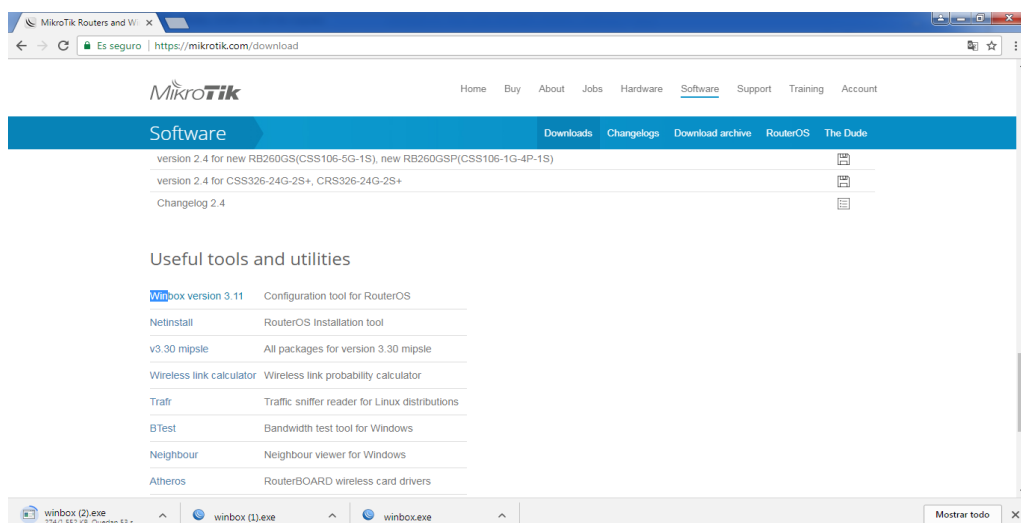 MikroTik Routers and Wi
Es seguro | https://mikrotik.com/download
MikroTik
Home Buy About Jobs Hardware Software Support Training Account
Software
Downloads Changelogs Download archive RouterOS The Dude
version 2.4 for new RB260GS(CSS106-5G-1S), new RB260GSP(CSS106-1G-4P-1S)
version 2.4 for CSS326-24G-2S+, CRS326-24G-2S+
Changelog 2.4
Useful tools and utilities
Winbox version 3.11 Configuration tool for RouterOS
Netinstall RouterOS Installation tool
v3.30 mipsle All packages for version 3.30 mipsle
Wireless link calculator Wireless link probability calculator
Trafr Traffic sniffer reader for Linux distributions
BTest Bandwidth test tool for Windows
Neighbour Neighbour viewer for Windows
Atheros RouterBOARD wireless card drivers
winbox (2).exe
winbox (1).exe
winbox.exe
Mostrar todo